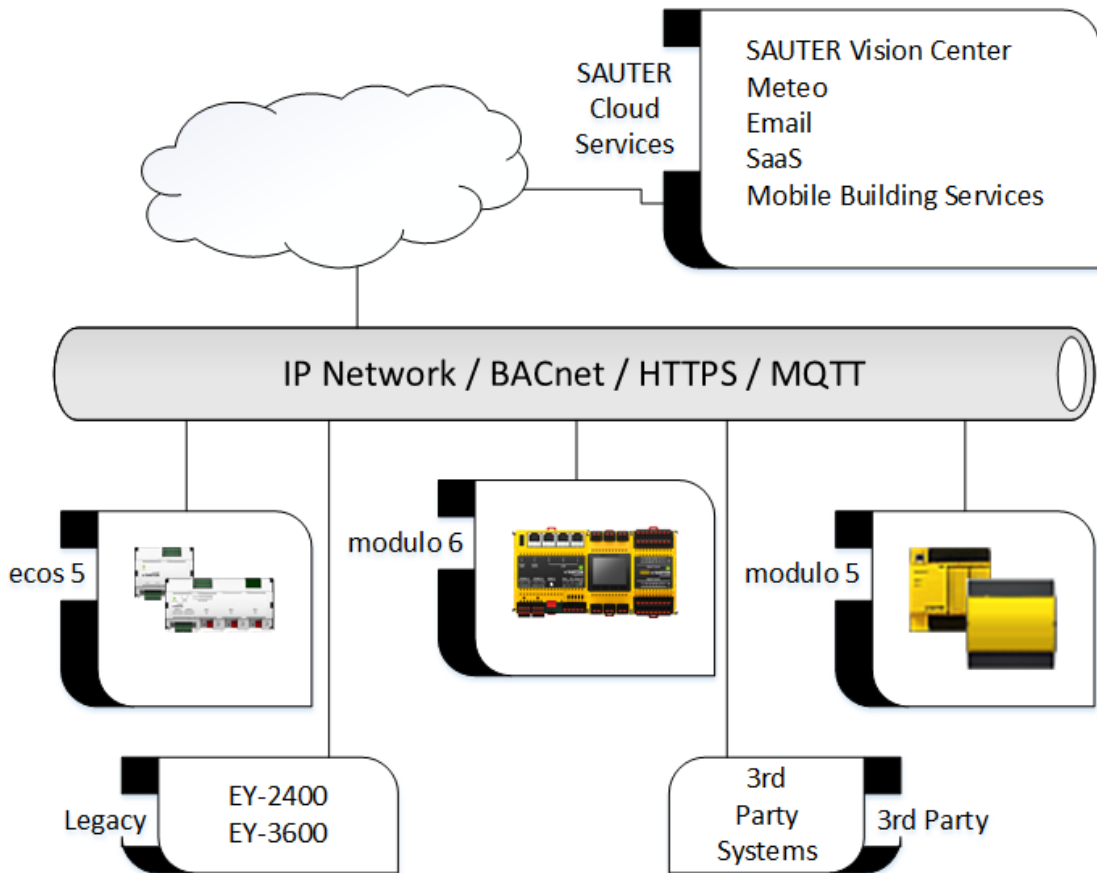 SAUTER
Cloud
Services
SAUTER Vision Center
Meteo
Email
SaaS
Mobile Building Services
IP Network / BACnet / HTTPS / MQTT
ecos 5
modulo 6
modulo 5
Legacy
EY-2400
EY-3600
3rd
Party
Systems
3rd Party